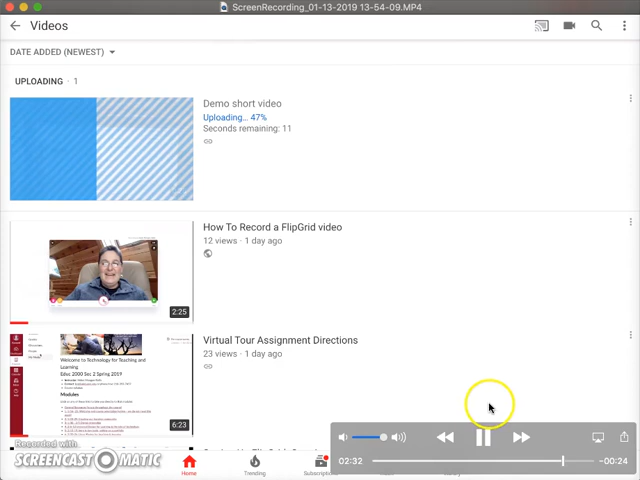 ScreenRecording_01-13-2019 13-54-09.MP4
Videos
DATE ADDED (NEWEST)
UPLOADING · 1
Demo short video
Uploading... 47%
Seconds remaining: 11
How To Record a FlipGrid video
12 views · 1 day ago
2:25
Virtual Tour Assignment Directions
23 views · 1 day ago
Welcome to Technology for Teaching and
Learning
Educ 2000 Sec 2 Spring 2019
Modules
6:23
02:32
-00:24
Recorded with
SCREENCAST-O-MATIC
Home
Trending
Subscriptions